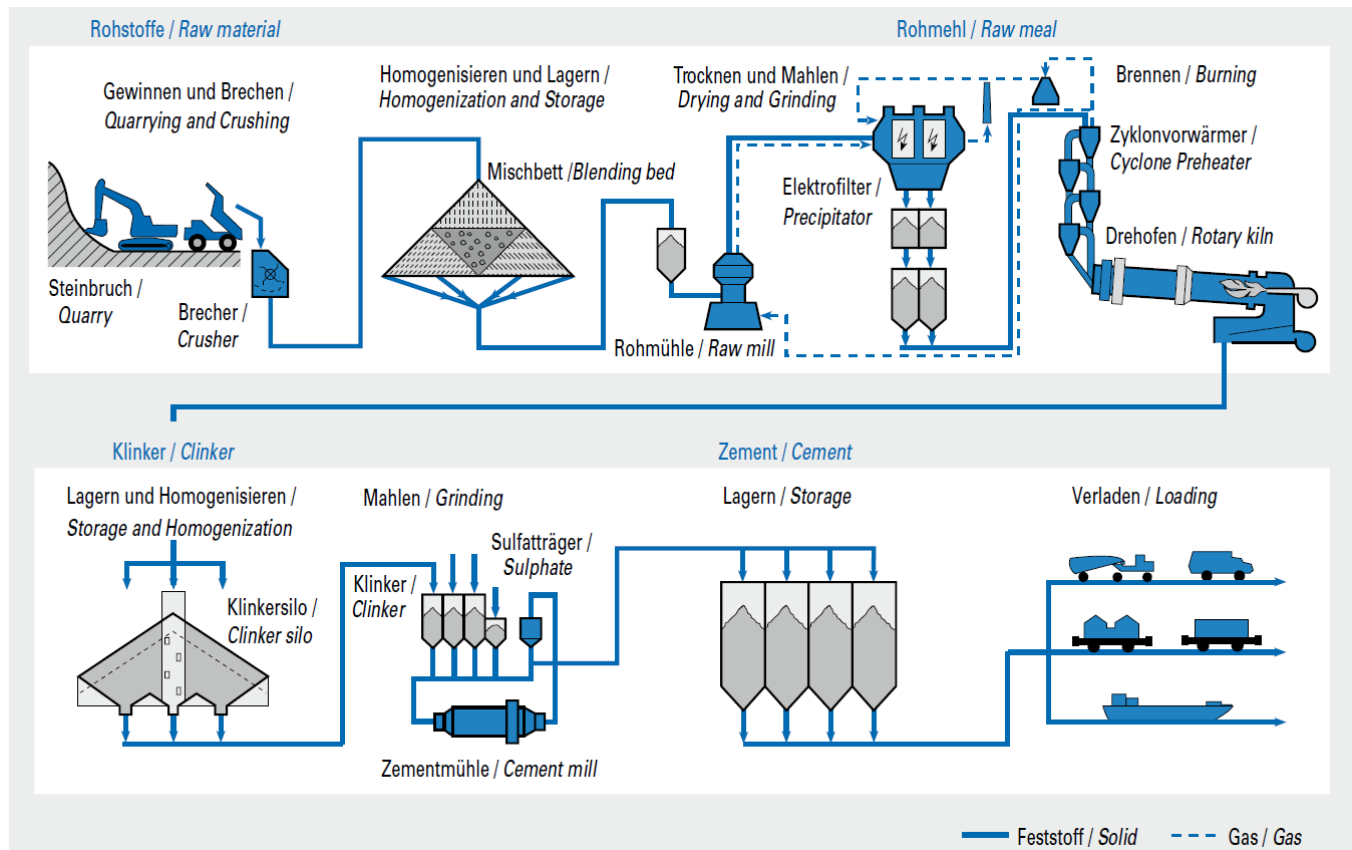 Rohstoffe / Raw material
Rohmehl / Raw meal
Gewinnen und Brechen /
Quarrying and Crushing
Homogenisieren und Lagern /
Homogenization and Storage
Trocknen und Mahlen /
Drying and Grinding
Brennen / Burning
Zyklonvorwärmer /
Cyclone Preheater
Mischbett / Blending bed
Elektrofilter /
Precipitator
Drehofen / Rotary kiln
Steinbruch /
Quarry
Brecher /
Crusher
Rohmühle / Raw mill
Klinker / Clinker
Zement / Cement
Lagern und Homogenisieren /
Storage and Homogenization
Mahlen / Grinding
Lagern / Storage
Verladen / Loading
Sulfatträger /
Sulphate
Klinker /
Clinker
Klinkersilo /
Clinker silo
Zementmühle / Cement mill
Feststoff / Solid
Gas / Gas